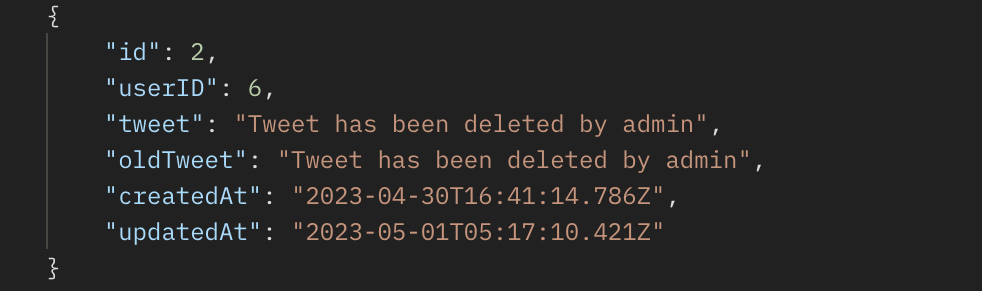 {
"id": 2,
"userID": 6,
"tweet": "Tweet has been deleted by admin",
"oldTweet": "Tweet has been deleted by admin",
"createdAt": "2023-04-30T16:41:14.786Z",
"updatedAt": "2023-05-01T05:17:10.421Z"
}